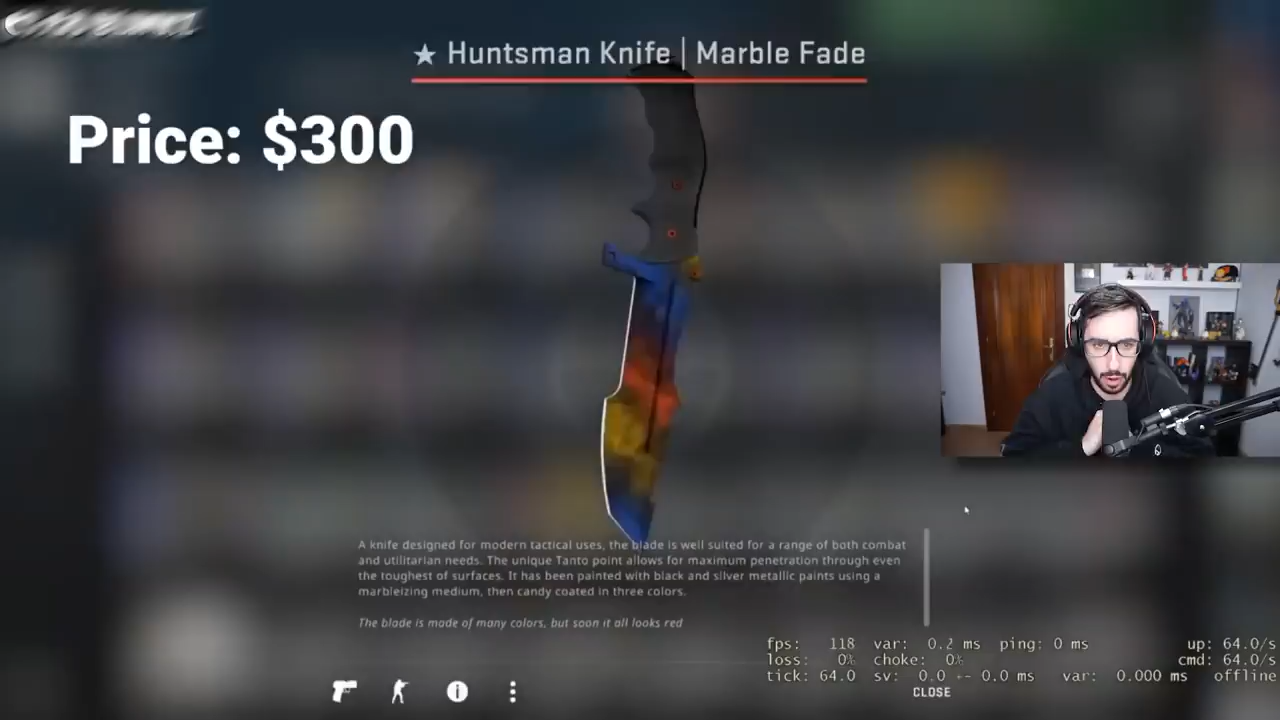 ★ Huntsman Knife | Marble Fade
Price: $300
A knife designed for modern tactical uses, the blade is well suited for a range of both combat
and utilitarian needs. The unique Tanto point allows for maximum penetration through even
the toughest of surfaces. It has been painted with black and silver metallic paints using a
marbleizing medium, then candy coated in three colors.
The blade is made of many colors, but soon it all looks red
fps: 118 var: 0.2 ms ping: 0 ms up: 64.0/s
loss: 0% choke: 0% cmd: 64.0/s
tick: 64.0 sv: 0.0 +- 0.0 ms var: 0.000 ms offline
CLOSE